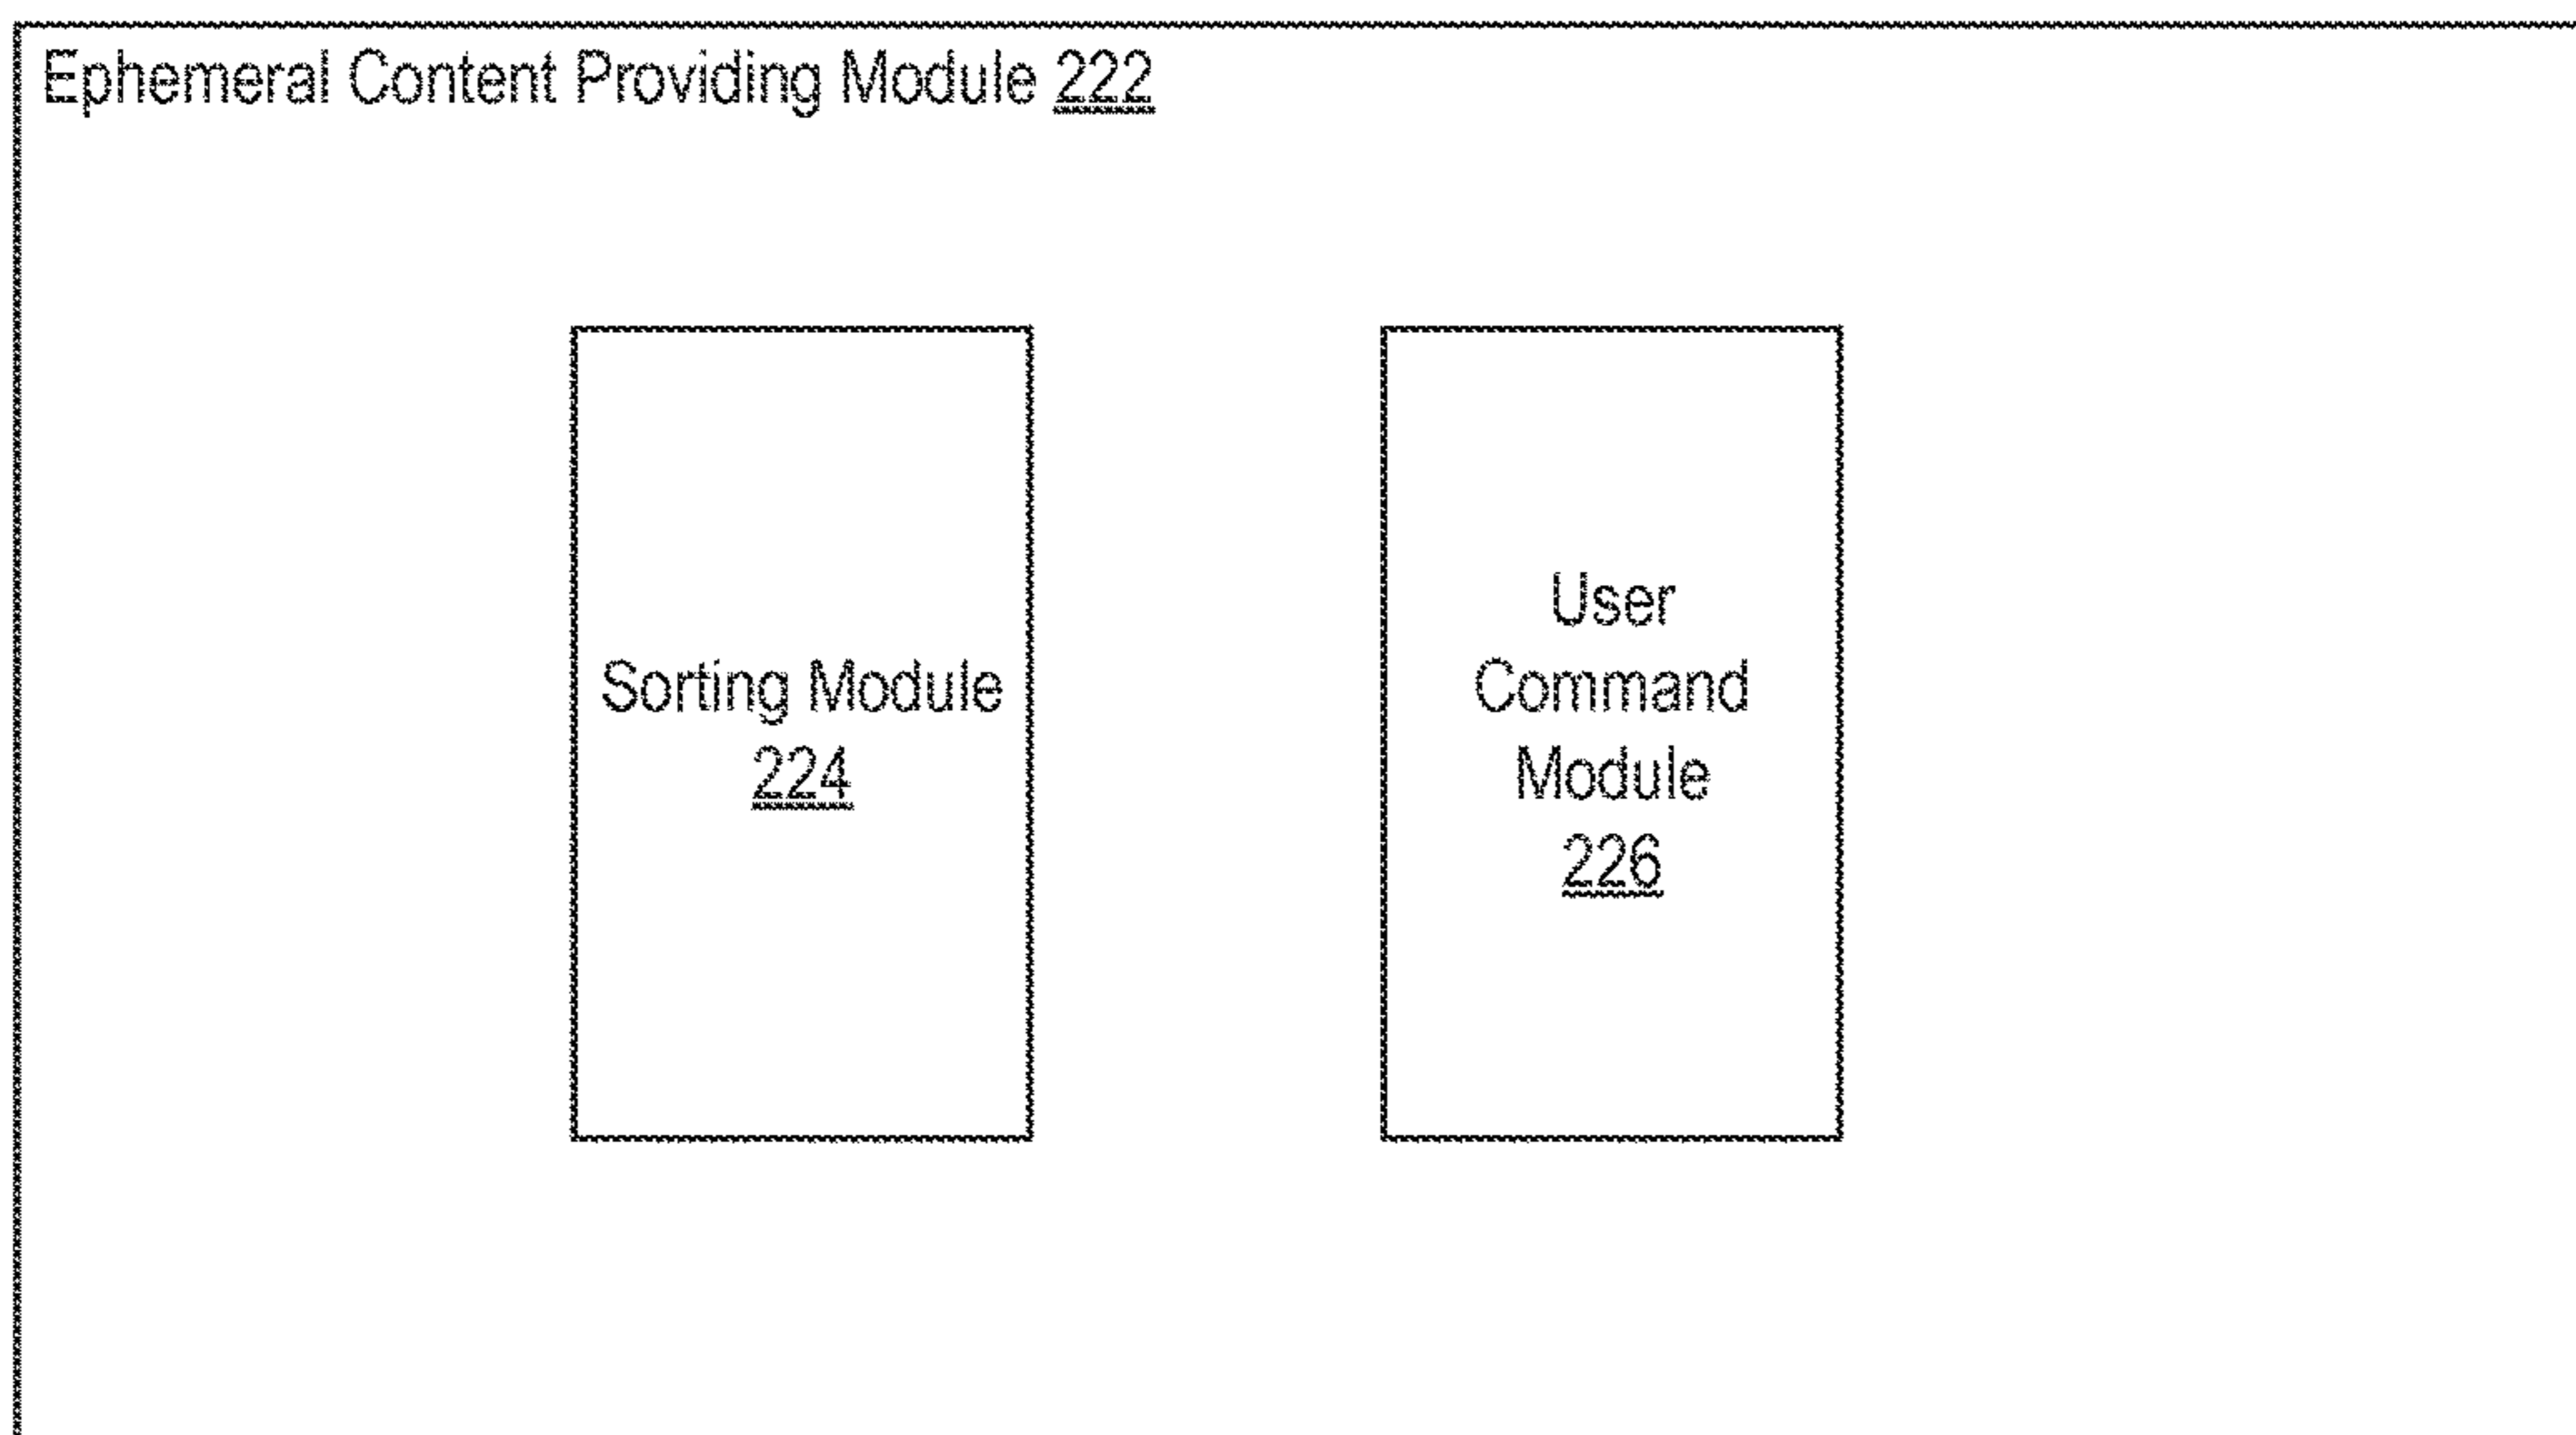 Ephemeral Content Providing Module 222
Sorting Module
224
User
Command
Module
226